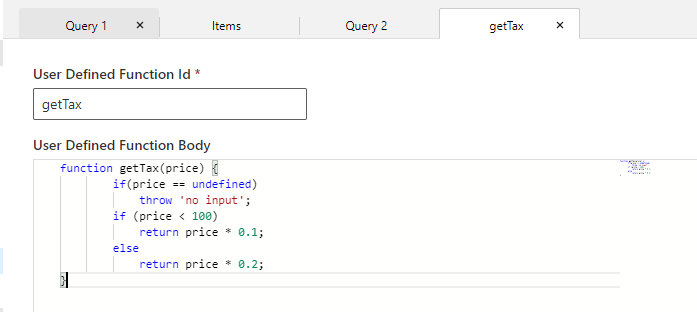 Query 1 × Items Query 2 getTax ×
User Defined Function Id *
getTax
User Defined Function Body
function getTax(price) {
if(price == undefined)
throw 'no input';
if (price < 100)
return price * 0.1;
else
return price * 0.2;
}